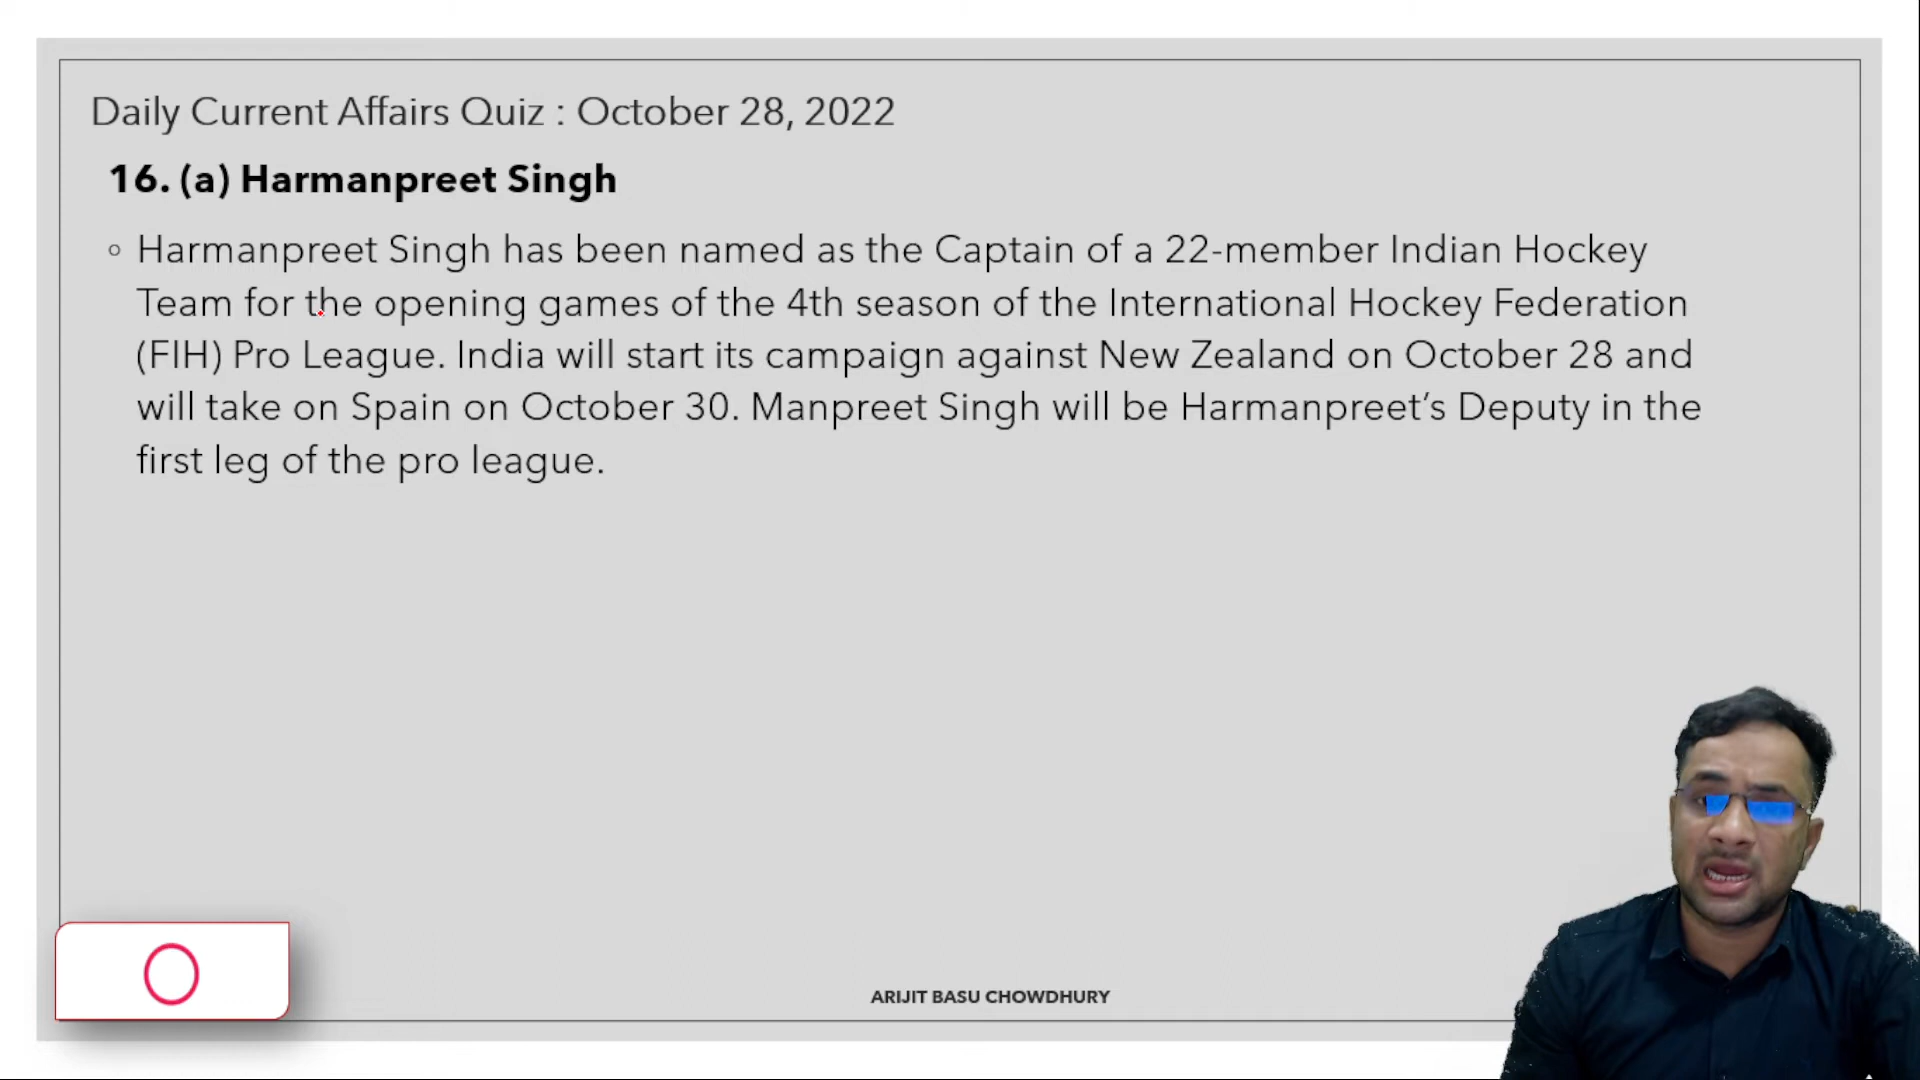 Daily Current Affairs Quiz : October 28, 2022
16. (a) Harmanpreet Singh
◦ Harmanpreet Singh has been named as the Captain of a 22-member Indian Hockey
Team for the opening games of the 4th season of the International Hockey Federation
(FIH) Pro League. India will start its campaign against New Zealand on October 28 and
will take on Spain on October 30. Manpreet Singh will be Harmanpreet’s Deputy in the
first leg of the pro league.
ARIJIT BASU CHOWDHURY